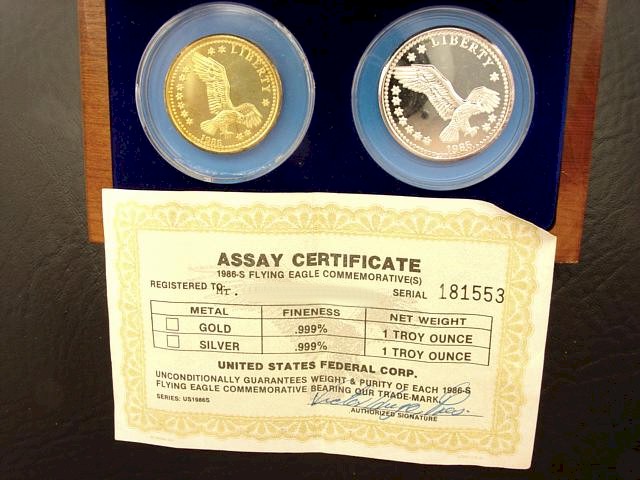 LIBERTY
1986
LIBERTY
1986
ASSAY CERTIFICATE
1986-S FLYING EAGLE COMMEMORATIVE(S)
REGISTERED TO Mr.
SERIAL 181553
METAL FINENESS NET WEIGHT
GOLD .999% 1 TROY OUNCE
SILVER .999% 1 TROY OUNCE
UNITED STATES FEDERAL CORP.
UNCONDITIONALLY GUARANTEES WEIGHT & PURITY OF EACH 1986-S
FLYING EAGLE COMMEMORATIVE BEARING OUR TRADE-MARK.
SERIES: US1986S
AUTHORIZED SIGNATURE